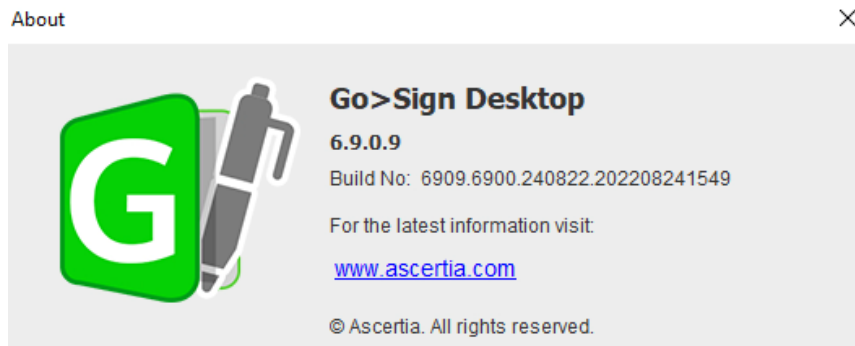 About
G
Go>Sign Desktop
6.9.0.9
Build No: 6909.6900.240822.202208241549
For the latest information visit:
www.ascertia.com
© Ascertia. All rights reserved.